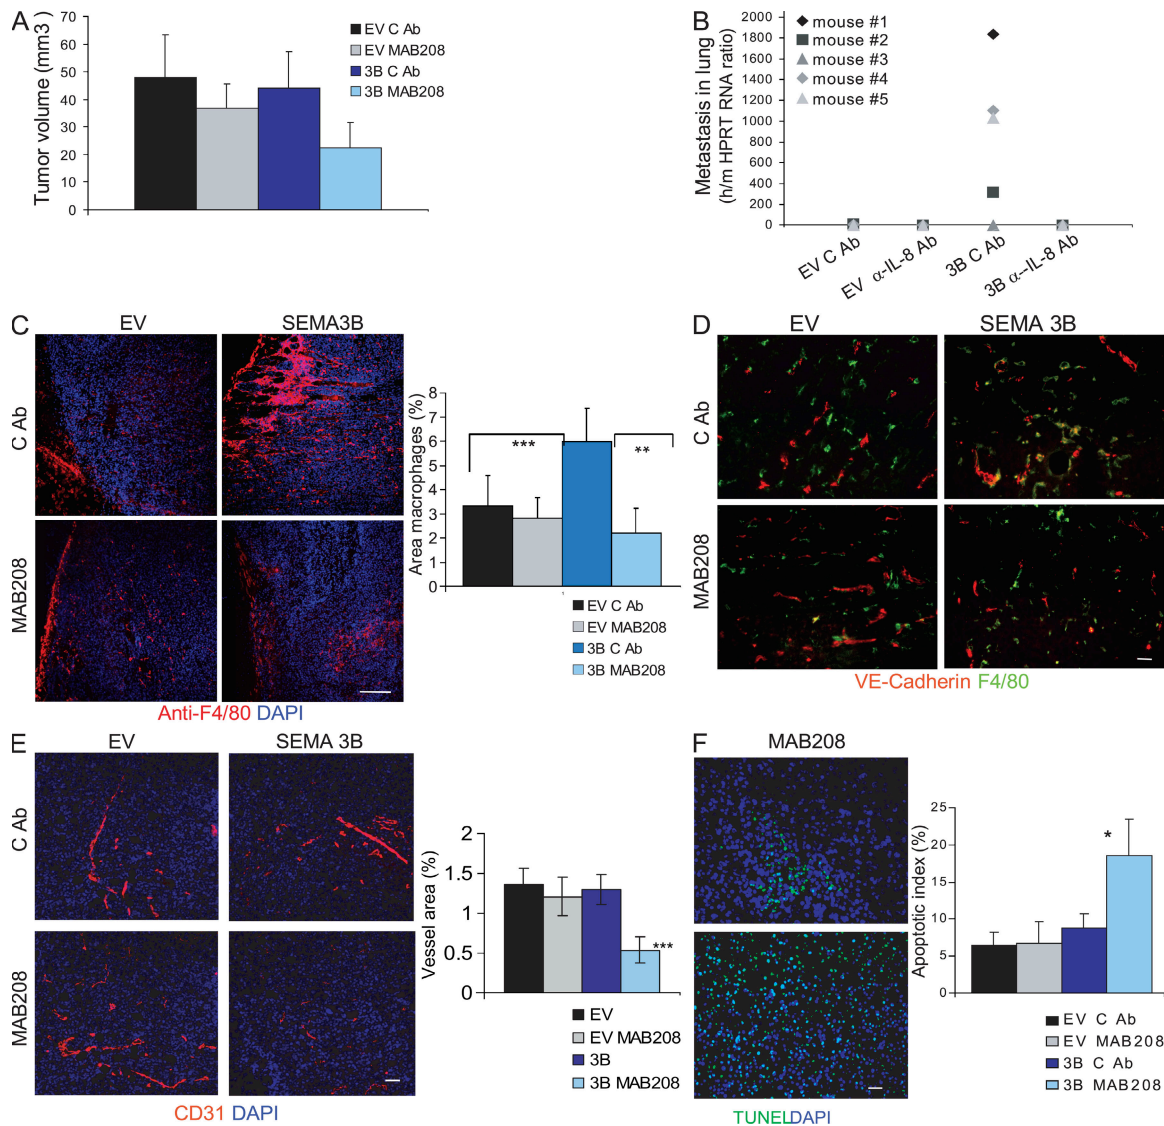 A
Tumor volume (mm3 )
70
60
50
40
30
20
10
0
EV C Ab
EV MAB208
3B C Ab
3B MAB208
B
Metastasis in lung
(h/m HPRT RNA ratio)
2000
1800
1600
1400
1200
1000
800
600
400
200
0
mouse #1
mouse #2
mouse #3
mouse #4
mouse #5
EV C Ab
EV α-IL-8 Ab
3B C Ab
3B α–IL-8 Ab
C
EV
SEMA3B
C Ab
MAB208
Anti-F4/80 DAPI
Area macrophages (%)
8
7
6
5
4
3
2
1
0
***
**
EV C Ab
EV MAB208
3B C Ab
3B MAB208
D
EV
SEMA 3B
C Ab
MAB208
VE-Cadherin F4/80
E
EV
SEMA 3B
C Ab
MAB208
CD31 DAPI
Vessel area (%)
2
1.5
1
0.5
0
***
EV
EV MAB208
3B
3B MAB208
F
MAB208
TUNELDAPI
Apoptotic index (%)
25
20
15
10
5
0
*
EV C Ab
EV MAB208
3B C Ab
3B MAB208